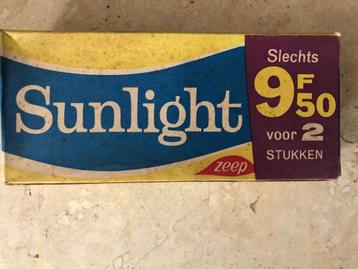 Sunlight
zeep
Slechts
9F50
voor 2
STUKKEN